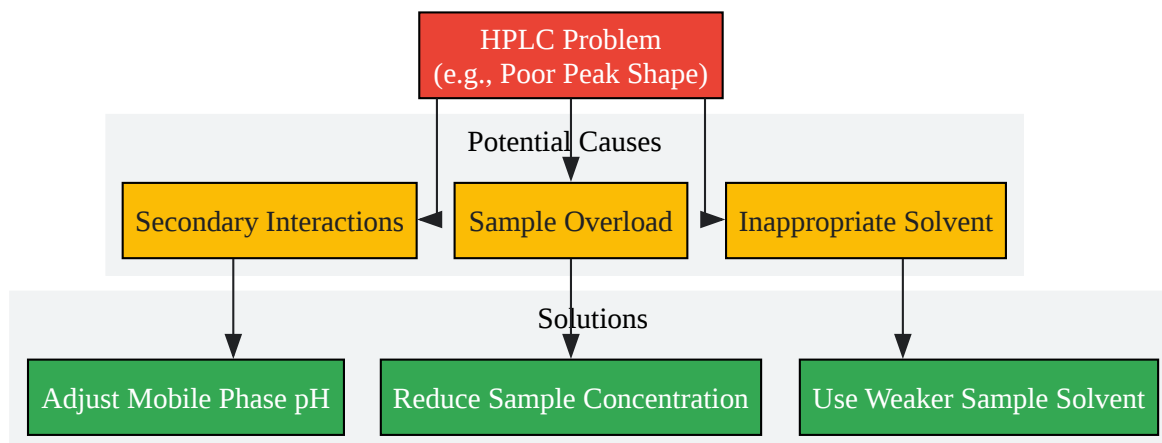 HPLC Problem
(e.g., Poor Peak Shape)
Potential Causes
Secondary Interactions
Sample Overload
Inappropriate Solvent
Solutions
Adjust Mobile Phase pH
Reduce Sample Concentration
Use Weaker Sample Solvent